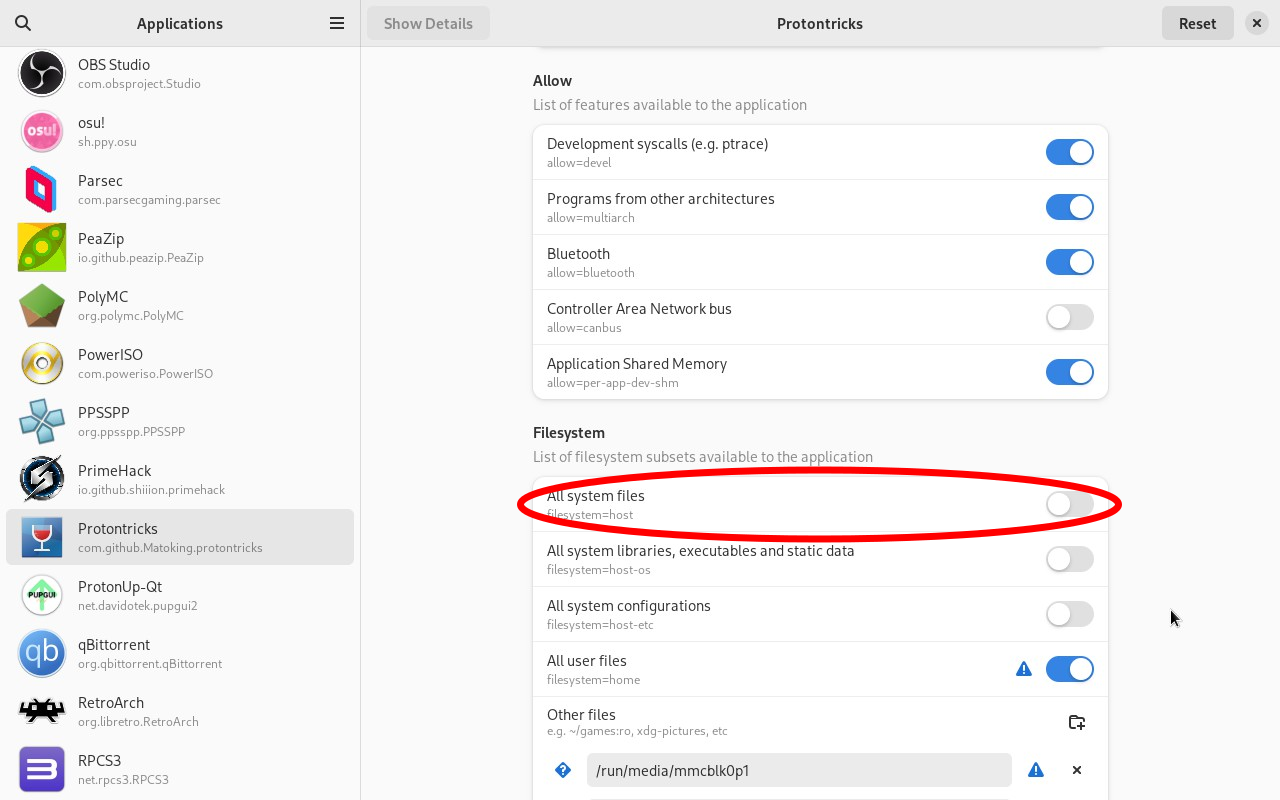 Applications
Show Details
Protontricks
Reset
OBS Studio
com.obsproject.Studio
osu!
osu!
sh.ppy.osu
Parsec
com.parsecgaming.parsec
PeaZip
io.github.peazip.PeaZip
PolyMC
org.polymc.PolyMC
PowerISO
com.poweriso.PowerISO
PPSSPP
org.ppsspp.PPSSPP
PrimeHack
io.github.shiiion.primehack
Protontricks
com.github.Matoking.protontricks
PUPGUI
ProtonUp-Qt
net.davidotek.pupgui2
qb
qBittorrent
org.qbittorrent.qBittorrent
RetroArch
org.libretro.RetroArch
RPCS3
net.rpcs3.RPCS3
Allow
List of features available to the application
Development syscalls (e.g. ptrace)
allow=devel
Programs from other architectures
allow=multiarch
Bluetooth
allow=bluetooth
Controller Area Network bus
allow=canbus
Application Shared Memory
allow=per-app-dev-shm
Filesystem
List of filesystem subsets available to the application
All system files
filesystem=host
All system libraries, executables and static data
filesystem=host-os
All system configurations
filesystem=host-etc
All user files
filesystem=home
Other files
e.g. ~/games:ro, xdg-pictures, etc
/run/media/mmcblk0p1